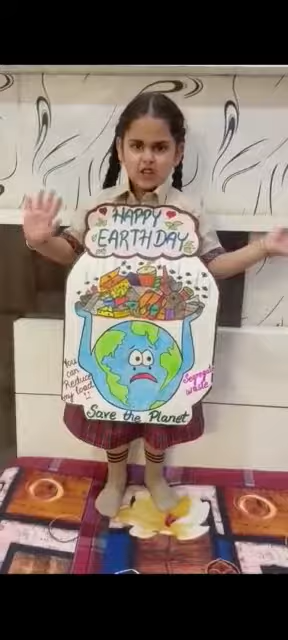 HAPPY
EARTH DAY
You
can
Reduce
my load
Segregate
waste
Save the Planet